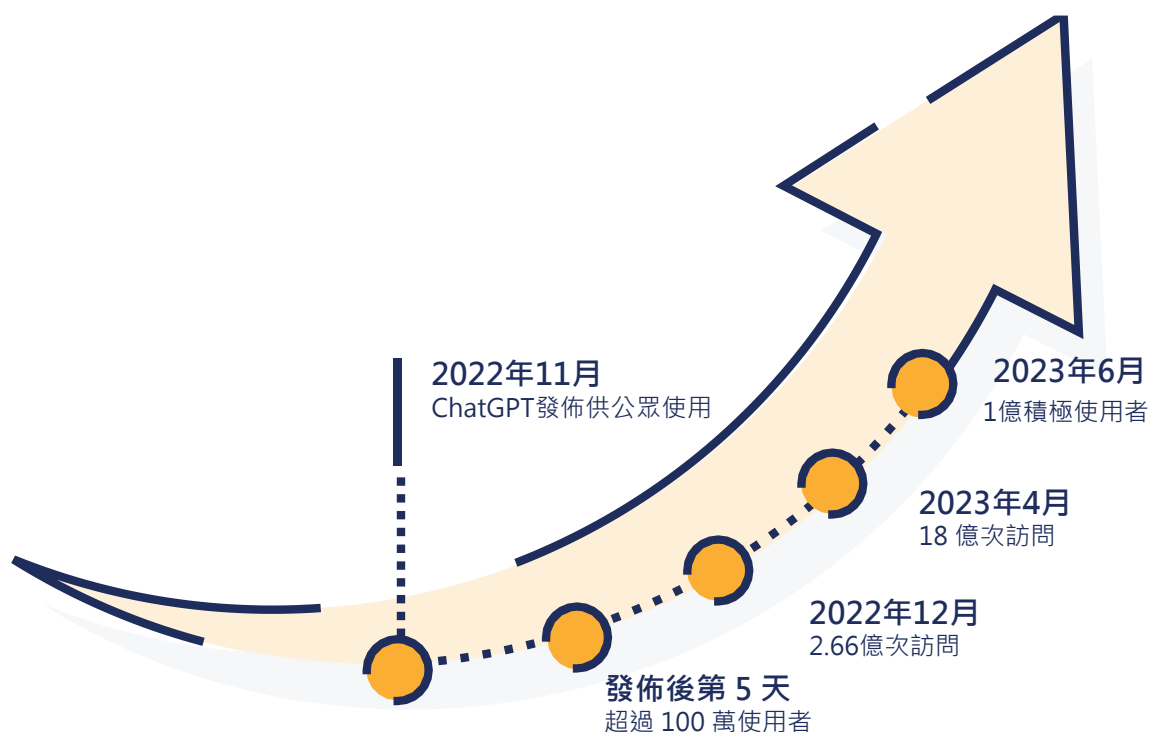 2022年11月
ChatGPT發佈供公眾使用
發佈後第 5 天
超過 100 萬使用者
2022年12月
2.66億次訪問
2023年4月
18 億次訪問
2023年6月
1億積極使用者